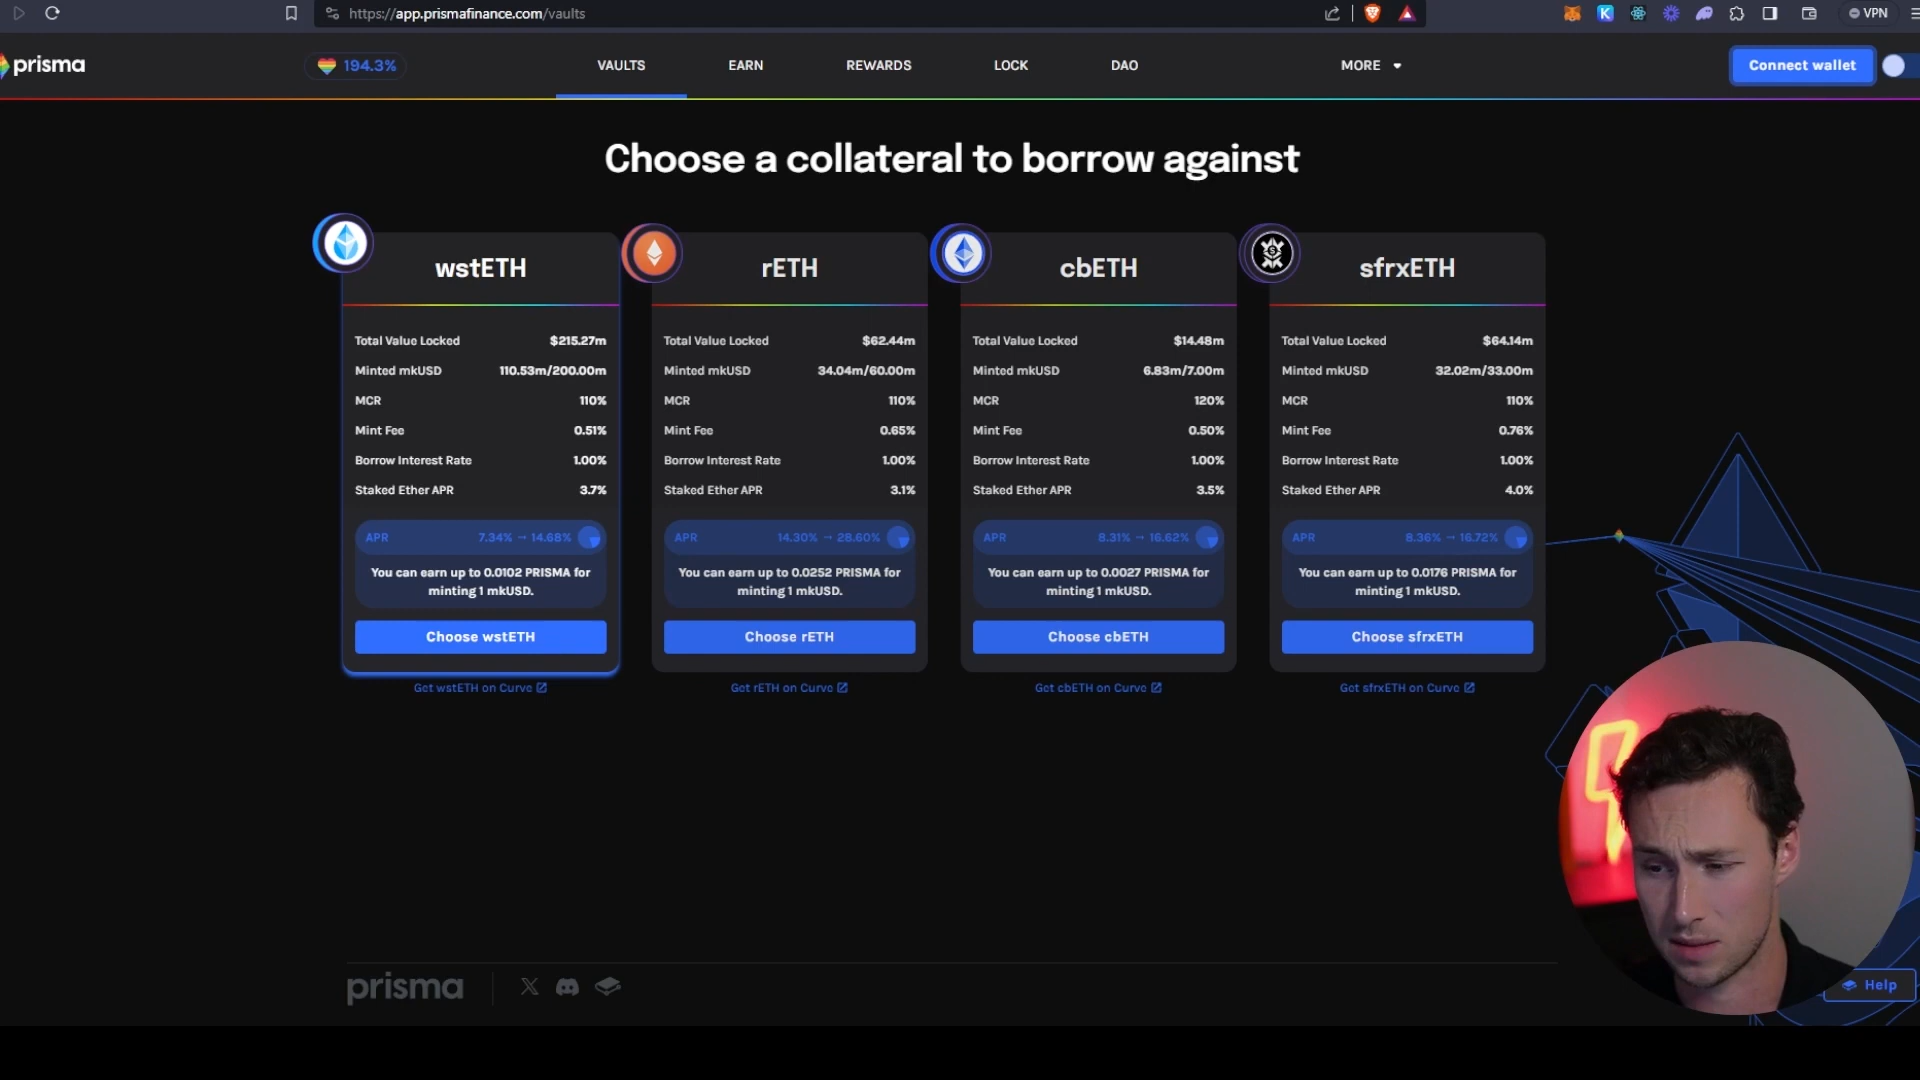 https://app.prismafinance.com/vaults
VPN
prisma
194.3%
VAULTS
EARN
REWARDS
LOCK
DAO
MORE
Connect wallet
Choose a collateral to borrow against
wstETH
Total Value Locked $215.27m
Minted mkUSD 110.53m/200.00m
MCR 110%
Mint Fee 0.51%
Borrow Interest Rate 1.00%
Staked Ether APR 3.7%
APR 7.34% → 14.68%
You can earn up to 0.0102 PRISMA for
minting 1 mkUSD.
Choose wstETH
Get wstETH on Curve
rETH
Total Value Locked $62.44m
Minted mkUSD 34.04m/60.00m
MCR 110%
Mint Fee 0.65%
Borrow Interest Rate 1.00%
Staked Ether APR 3.1%
APR 14.30% → 28.60%
You can earn up to 0.0252 PRISMA for
minting 1 mkUSD.
Choose rETH
Get rETH on Curve
cbETH
Total Value Locked $14.48m
Minted mkUSD 6.83m/7.00m
MCR 120%
Mint Fee 0.50%
Borrow Interest Rate 1.00%
Staked Ether APR 3.5%
APR 8.31% → 16.62%
You can earn up to 0.0027 PRISMA for
minting 1 mkUSD.
Choose cbETH
Get cbETH on Curve
sfrxETH
Total Value Locked $64.14m
Minted mkUSD 32.02m/33.00m
MCR 110%
Mint Fee 0.76%
Borrow Interest Rate 1.00%
Staked Ether APR 4.0%
APR 8.36% → 16.72%
You can earn up to 0.0176 PRISMA for
minting 1 mkUSD.
Choose sfrxETH
Get sfrxETH on Curve
prisma
Help